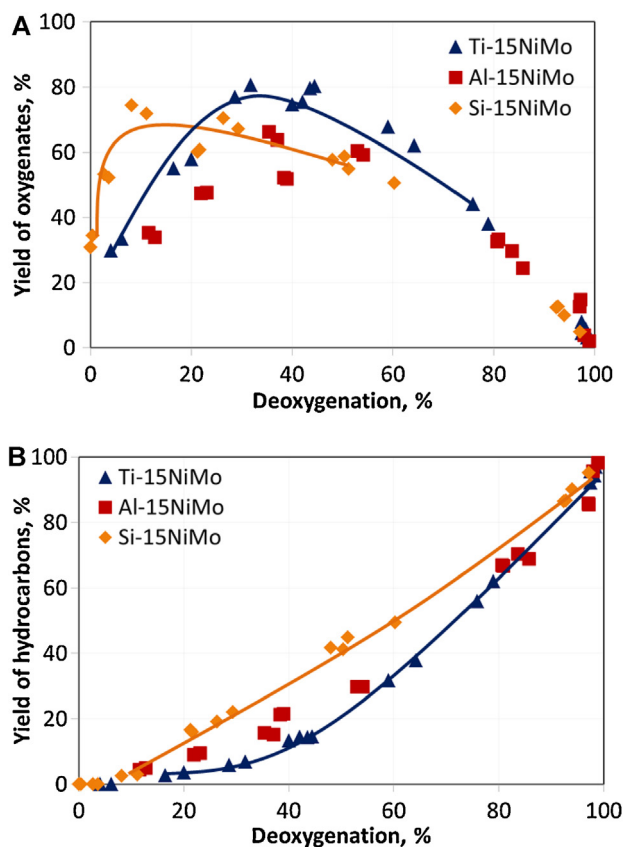 A
Yield of oxygenates, %
100
80
60
40
20
0
Ti-15NiMo
Al-15NiMo
Si-15NiMo
0 20 40 60 80 100
Deoxygenation, %
B
Yield of hydrocarbons, %
100
80
60
40
20
0
Ti-15NiMo
Al-15NiMo
Si-15NiMo
0 20 40 60 80 100
Deoxygenation, %